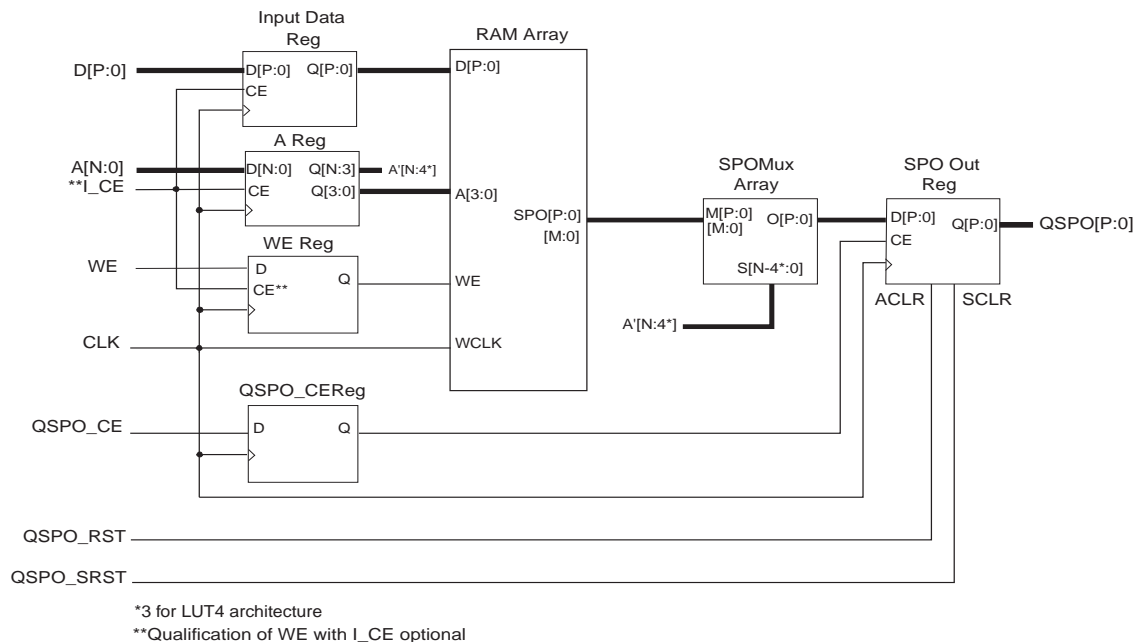 Input Data
Reg
D[P:0]
D[P:0]
Q[P:0]
CE
RAM Array
D[P:0]
A[3:0]
SPO[P:0]
[M:0]
WE
WCLK
A Reg
A[N:0]
**I_CE
D[N:0]
Q[N:3]
A'[N:4*]
CE
Q[3:0]
WE Reg
WE
D
Q
CE**
CLK
QSPO_CEReg
QSPO_CE
D
Q
SPOMux
Array
M[P:0]
[M:0]
O[P:0]
S[N-4*:0]
A'[N:4*]
SPO Out
Reg
D[P:0]
Q[P:0]
CE
QSPO[P:0]
ACLR
SCLR
QSPO_RST
QSPO_SRST
*3 for LUT4 architecture
**Qualification of WE with I_CE optional